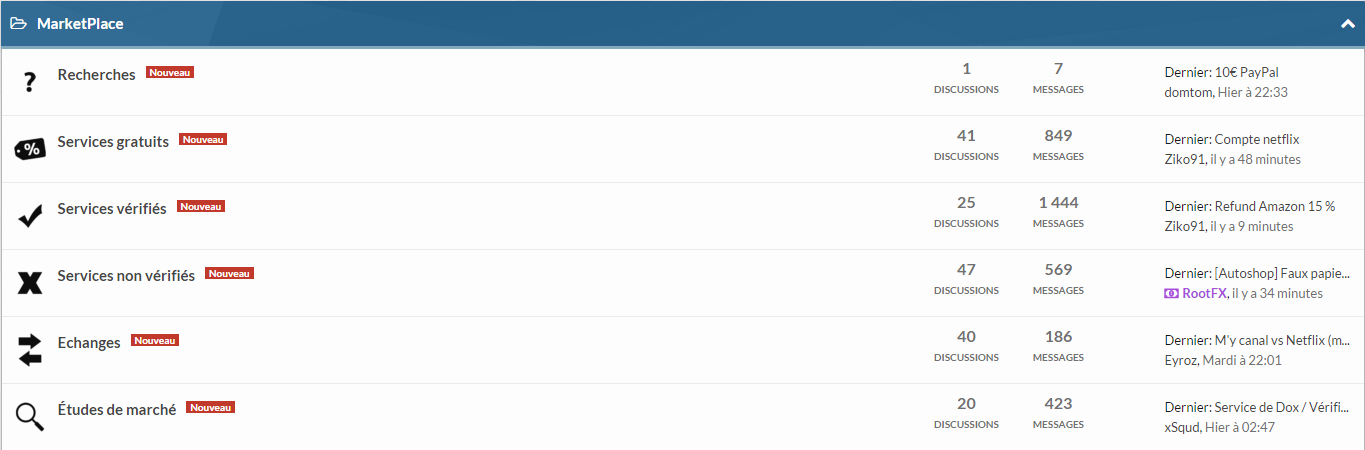 MarketPlace
Recherches Nouveau
1 7
DISCUSSIONS MESSAGES
Dernier: 10€ PayPal
domtom, Hier à 22:33
%
Services gratuits Nouveau
41 849
DISCUSSIONS MESSAGES
Dernier: Compte netflix
Ziko91, il y a 48 minutes
Services vérifiés Nouveau
25 1 444
DISCUSSIONS MESSAGES
Dernier: Refund Amazon 15 %
Ziko91, il y a 9 minutes
Services non vérifiés Nouveau
47 569
DISCUSSIONS MESSAGES
Dernier: [Autoshop] Faux papie...
RootFX, il y a 34 minutes
Echanges Nouveau
40 186
DISCUSSIONS MESSAGES
Dernier: M'y canal vs Netflix (m...
Eyroz, Mardi à 22:01
Études de marché Nouveau
20 423
DISCUSSIONS MESSAGES
Dernier: Service de Dox / Vérifi...
xSqud, Hier à 02:47